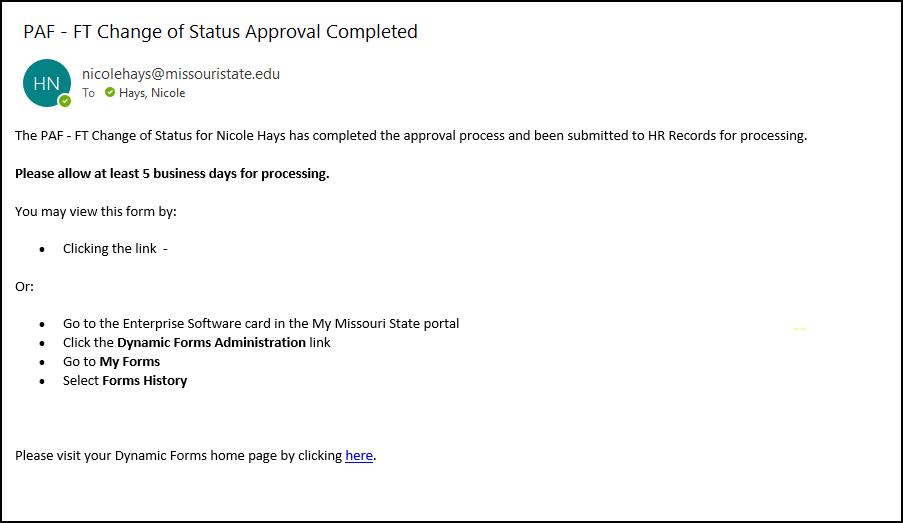 PAF - FT Change of Status Approval Completed
HN
nicolehays@missouristate.edu
To Hays, Nicole
The PAF - FT Change of Status for Nicole Hays has completed the approval process and been submitted to HR Records for processing.
Please allow at least 5 business days for processing.
You may view this form by:
• Clicking the link -
Or:
• Go to the Enterprise Software card in the My Missouri State portal
• Click the Dynamic Forms Administration link
• Go to My Forms
• Select Forms History
Please visit your Dynamic Forms home page by clicking here.